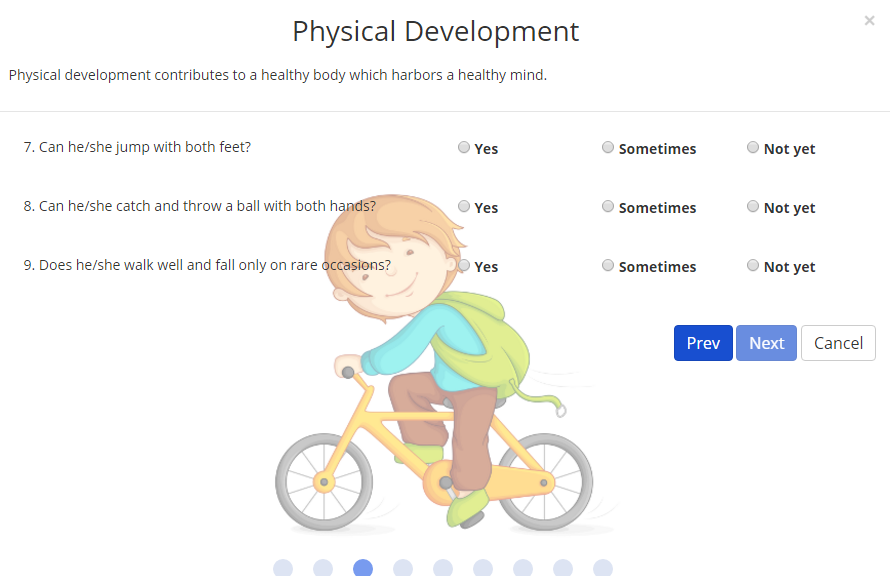 Physical Development
×
Physical development contributes to a healthy body which harbors a healthy mind.
7. Can he/she jump with both feet? Yes Sometimes Not yet
8. Can he/she catch and throw a ball with both hands? Yes Sometimes Not yet
9. Does he/she walk well and fall only on rare occasions? Yes Sometimes Not yet
Prev Next Cancel